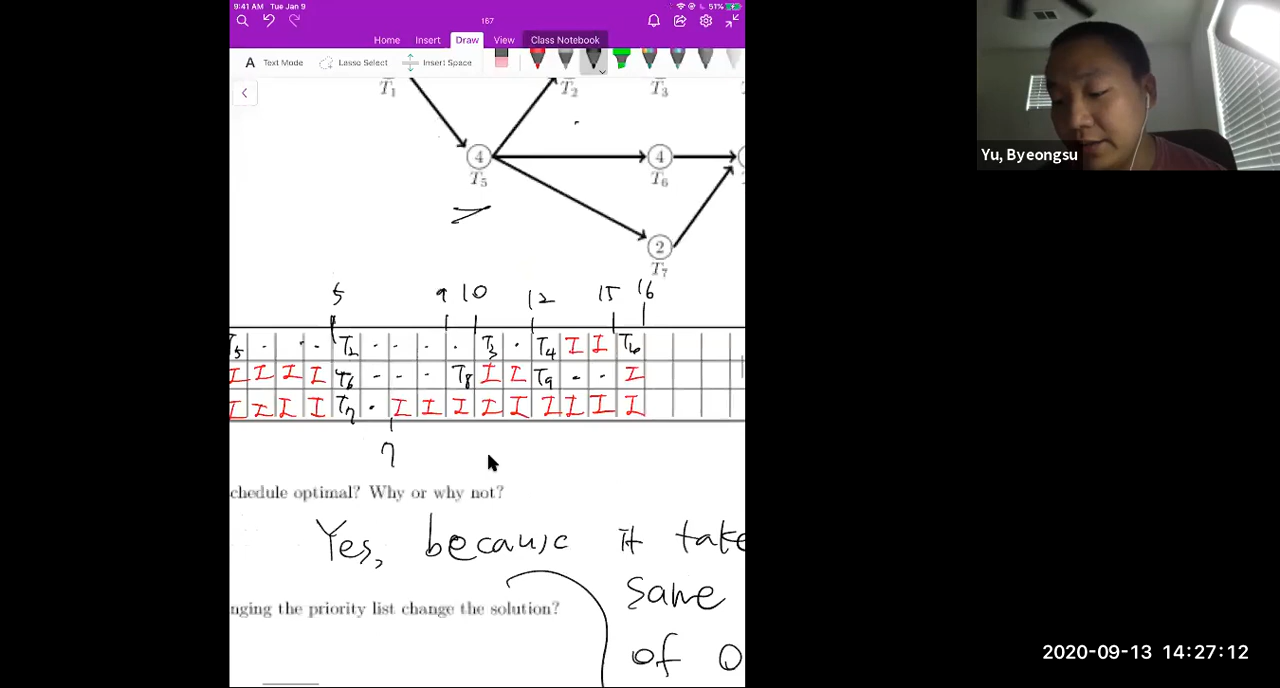 9:41 AM Tue Jan 9
51%
167
Home Insert Draw View Class Notebook
A Text Mode Lasso Select Insert Space
T1 T2 T3
4 4
T5 T6
2
T7
5 9 10 12 15 16
T5 · · · T2 · · · · T3 · T4 I I T6
I I I I T6 - - - T8 I I T9 - - I
I I I I T7 · I I I I I I I I I
7
chedule optimal? Why or why not?
Yes, because it take
same
nging the priority list change the solution?
of O
Yu, Byeongsu
2020-09-13 14:27:12